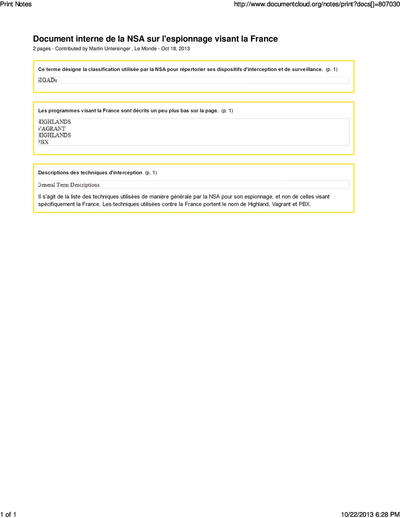 Print Notes
http://www.documentcloud.org/notes/print?docs[]=807030
Document interne de la NSA sur l'espionnage visant la France
2 pages - Contributed by Martin Untersinger , Le Monde - Oct 18, 2013
Ce terme désigne la classification utilisée par la NSA pour répertorier ses dispositifs d'interception et de surveillance. (p. 1)
SIGADs
Les programmes visant la France sont décrits un peu plus bas sur la page. (p. 1)
HIGHLANDS
VAGRANT
HIGHLANDS
PBX
Descriptions des techniques d'interception (p. 1)
General Term Descriptions
Il s'agit de la liste des techniques utilisées de manière générale par la NSA pour son espionnage, et non de celles visant
spécifiquement la France. Les techniques utilisées contre la France portent le nom de Highland, Vagrant et PBX.
1 of 1
10/22/2013 6:28 PM